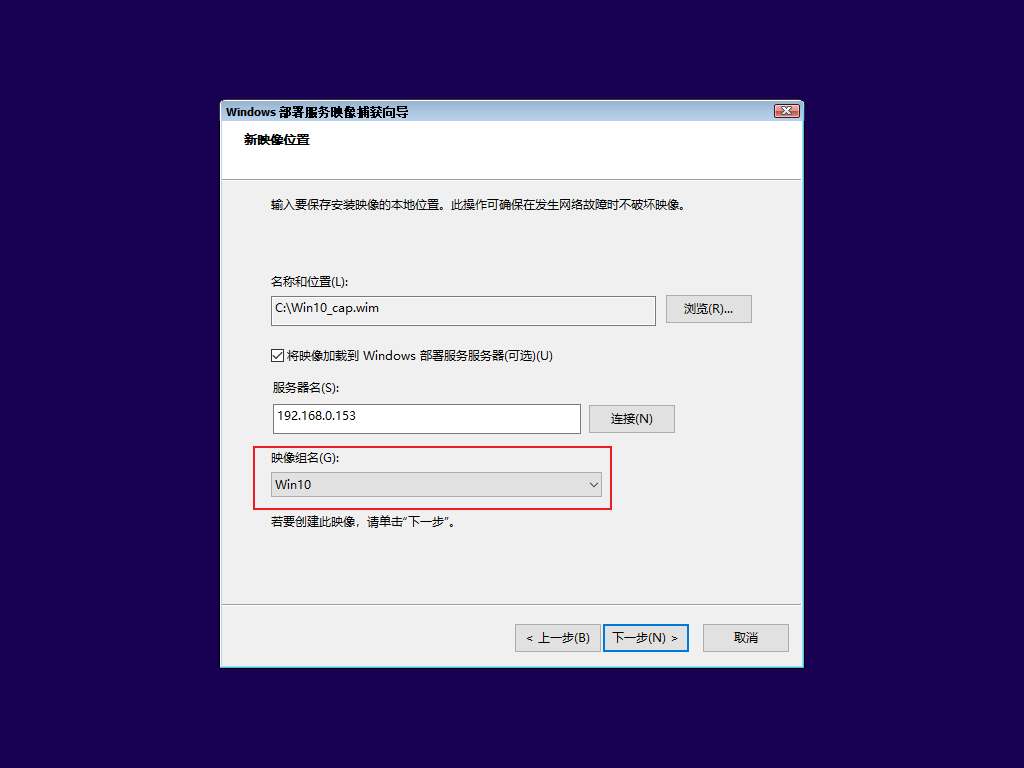 Windows 部署服务映像捕获向导
新映像位置
输入要保存安装映像的本地位置。此操作可确保在发生网络故障时不破坏映像。
名称和位置(L):
C:\Win10_cap.wim
浏览(R)...
将映像加载到 Windows 部署服务服务器(可选)(U)
服务器名(S):
192.168.0.153
连接(N)
映像组名(G):
Win10
若要创建此映像，请单击“下一步”。
< 上一步(B)
下一步(N) >
取消